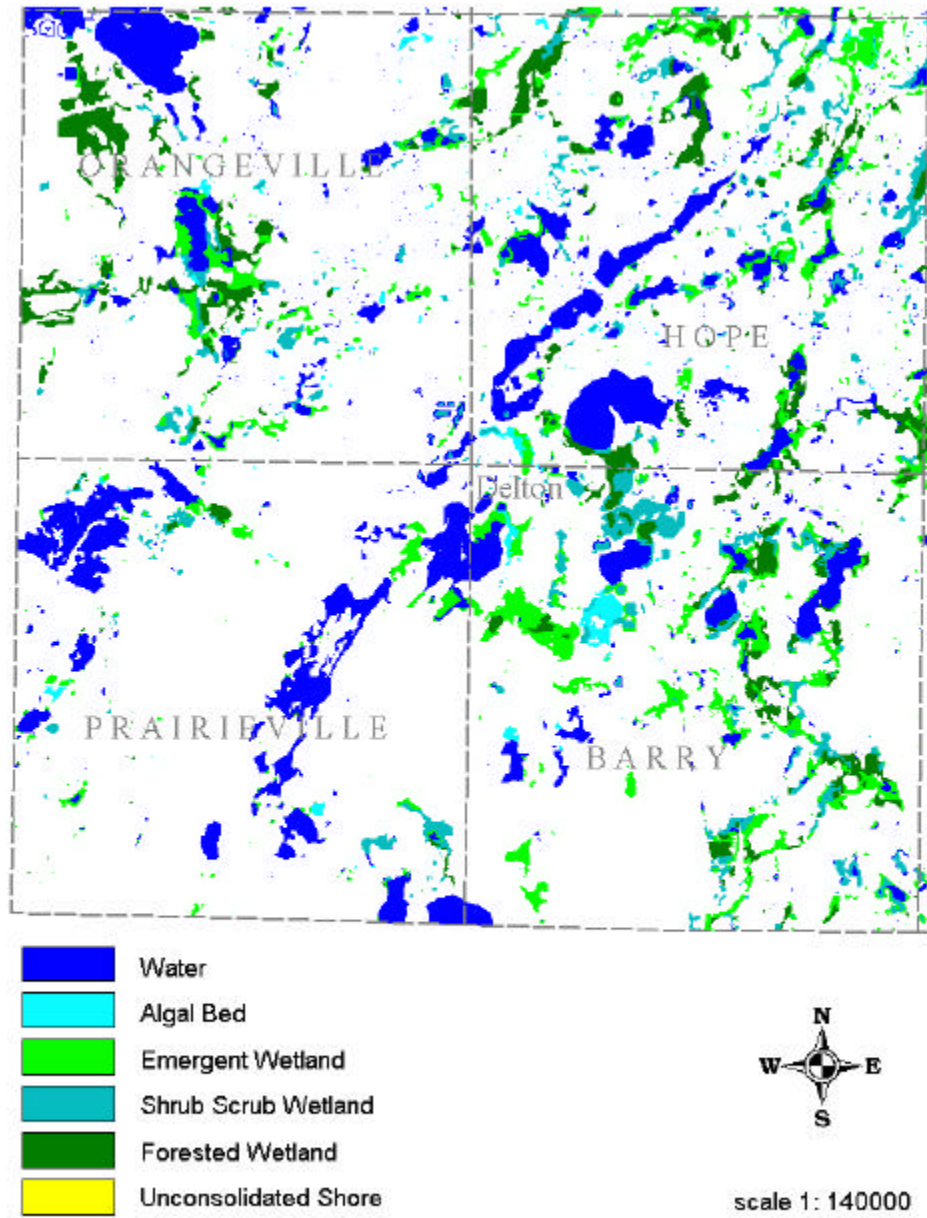 ORANGEVILLE
HOPE
Delton
PRAIRIEVILLE
BARRY
Water
Algal Bed
Emergent Wetland
Shrub Scrub Wetland
Forested Wetland
Unconsolidated Shore
N
W E
S
scale 1: 140000